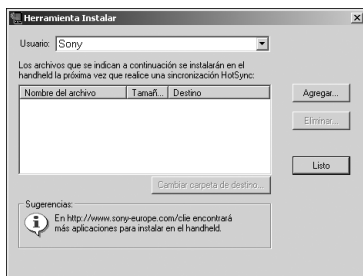 Herramienta Instalar
Usuario: Sony
Los archivos que se indican a continuación se instalarán en el
handheld la próxima vez que realice una sincronización HotSync:
Nombre del archivo Tamañ... Destino
Agregar...
Eliminar...
Listo
Cambiar carpeta de destino...
Sugerencias:
En http://www.sony-europe.com/clie encontrará
más aplicaciones para instalar en el handheld.